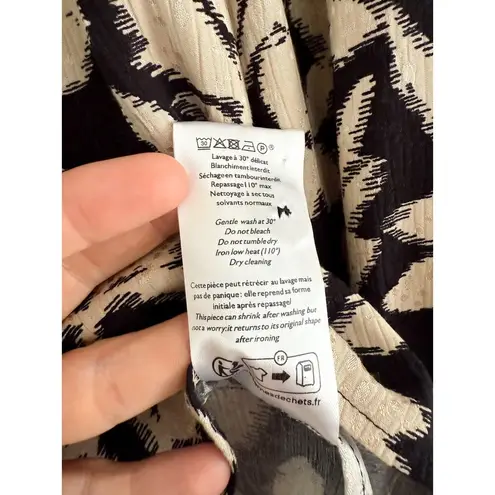 30 P
Lavage à 30° délicat
Blanchiment interdit
Séchage en tambour interdit
Repassage 110° max
Nettoyage à sec tous
solvants normaux
Gentle wash at 30°
Do not bleach
Do not tumble dry
Iron low heat (110°)
Dry cleaning
Cette pièce peut rétrécir au lavage mais
pas de panique : elle reprend sa forme
initiale après repassage!
This piece can shrink after washing but
not a worry: it returns to its original shape
after ironing
FR